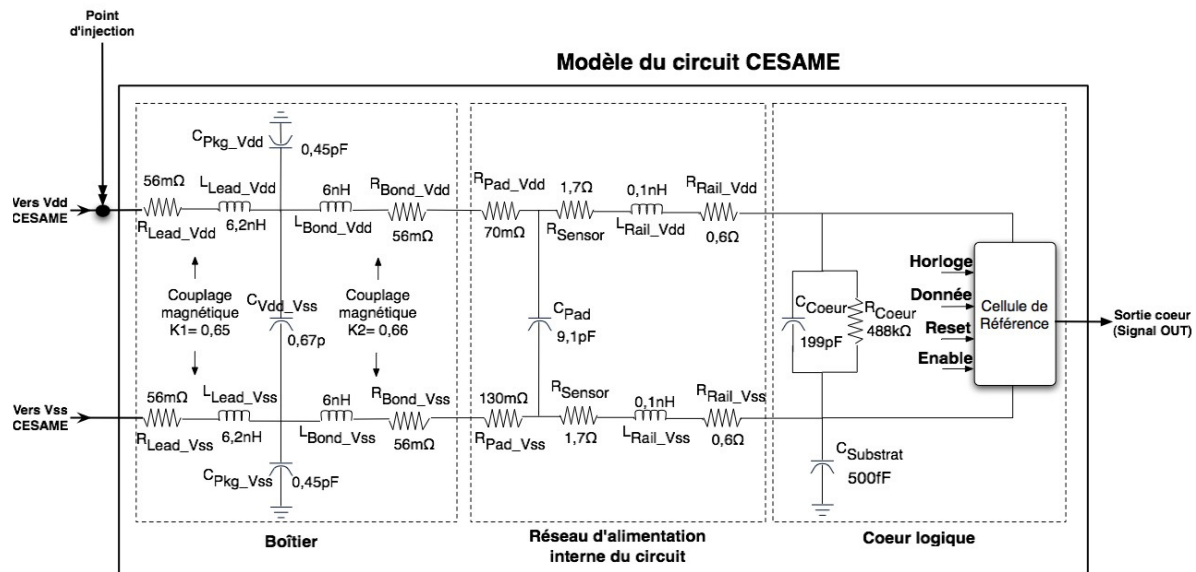 Point
d'injection
Modèle du circuit CESAME
CPkg_Vdd
0,45pF
56mΩ
LLead_Vdd
6nH
RBond_Vdd
RPad_Vdd
1,7Ω
0,1nH
RRail_Vdd
Vers Vdd
CESAME
RLead_Vdd
6,2nH
LBond_Vdd
56mΩ
70mΩ
RSensor
LRail_Vdd
0,6Ω
Couplage
magnétique
K1= 0,65
CVdd_Vss
0,67p
Couplage
magnétique
K2= 0,66
CPad
9,1pF
CCoeur
199pF
RCoeur
488kΩ
Horloge
Donnée
Reset
Enable
Cellule de
Référence
Sortie coeur
(Signal OUT)
56mΩ
LLead_Vss
6nH
RBond_Vss
130mΩ
RSensor
0,1nH
RRail_Vss
Vers Vss
CESAME
RLead_Vss
6,2nH
LBond_Vss
56mΩ
RPad_Vss
1,7Ω
LRail_Vss
0,6Ω
CPkg_Vss
0,45pF
CSubstrat
500fF
Boîtier
Réseau d'alimentation
interne du circuit
Coeur logique